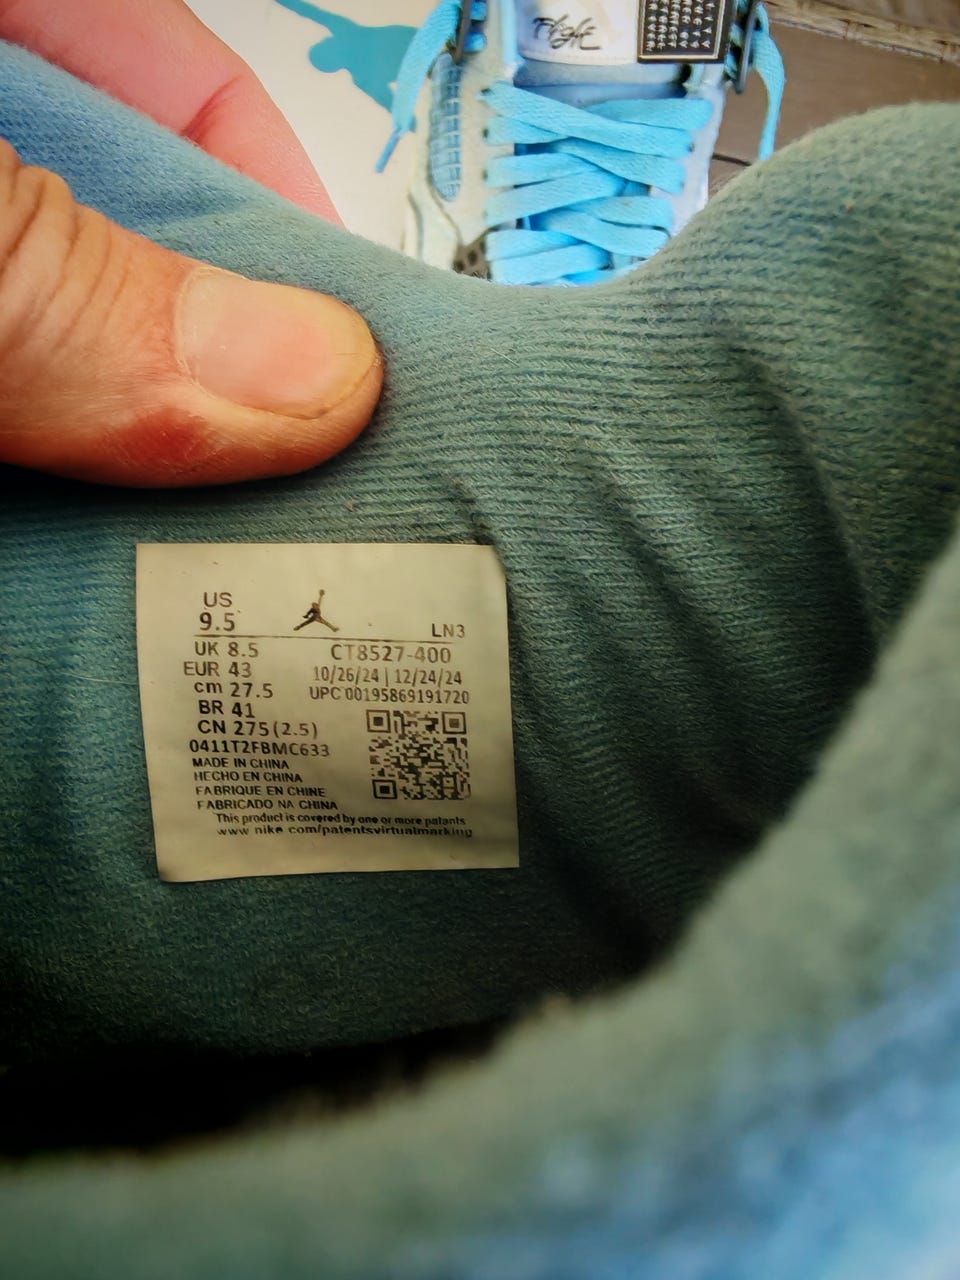 Flight
US
9.5
LN3
UK 8.5
CT8527-400
EUR 43
10/26/24 | 12/24/24
cm 27.5
UPC 00195869191720
BR 41
CN 275(2.5)
0411T2FBMC633
MADE IN CHINA
HECHO EN CHINA
FABRIQUE EN CHINE
FABRICADO NA CHINA
This product is covered by one or more patents
www nike com/patentsvirtualmarking